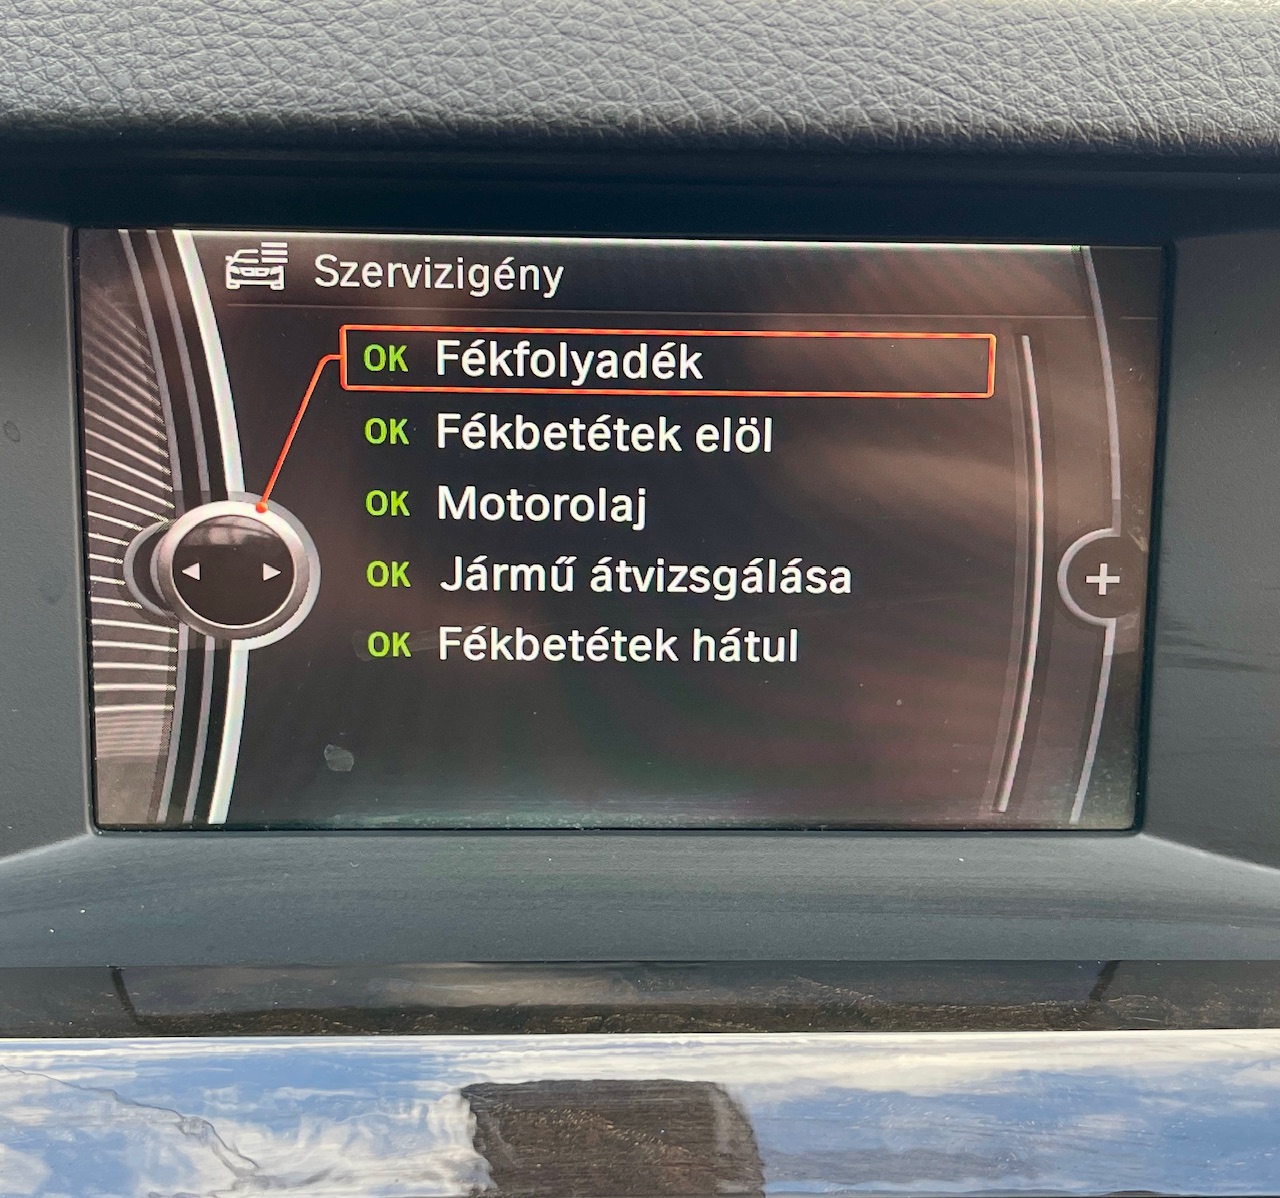 Szervizigény
OK Fékfolyadék
OK Fékbetétek elöl
OK Motorolaj
OK Jármű átvizsgálása
OK Fékbetétek hátul